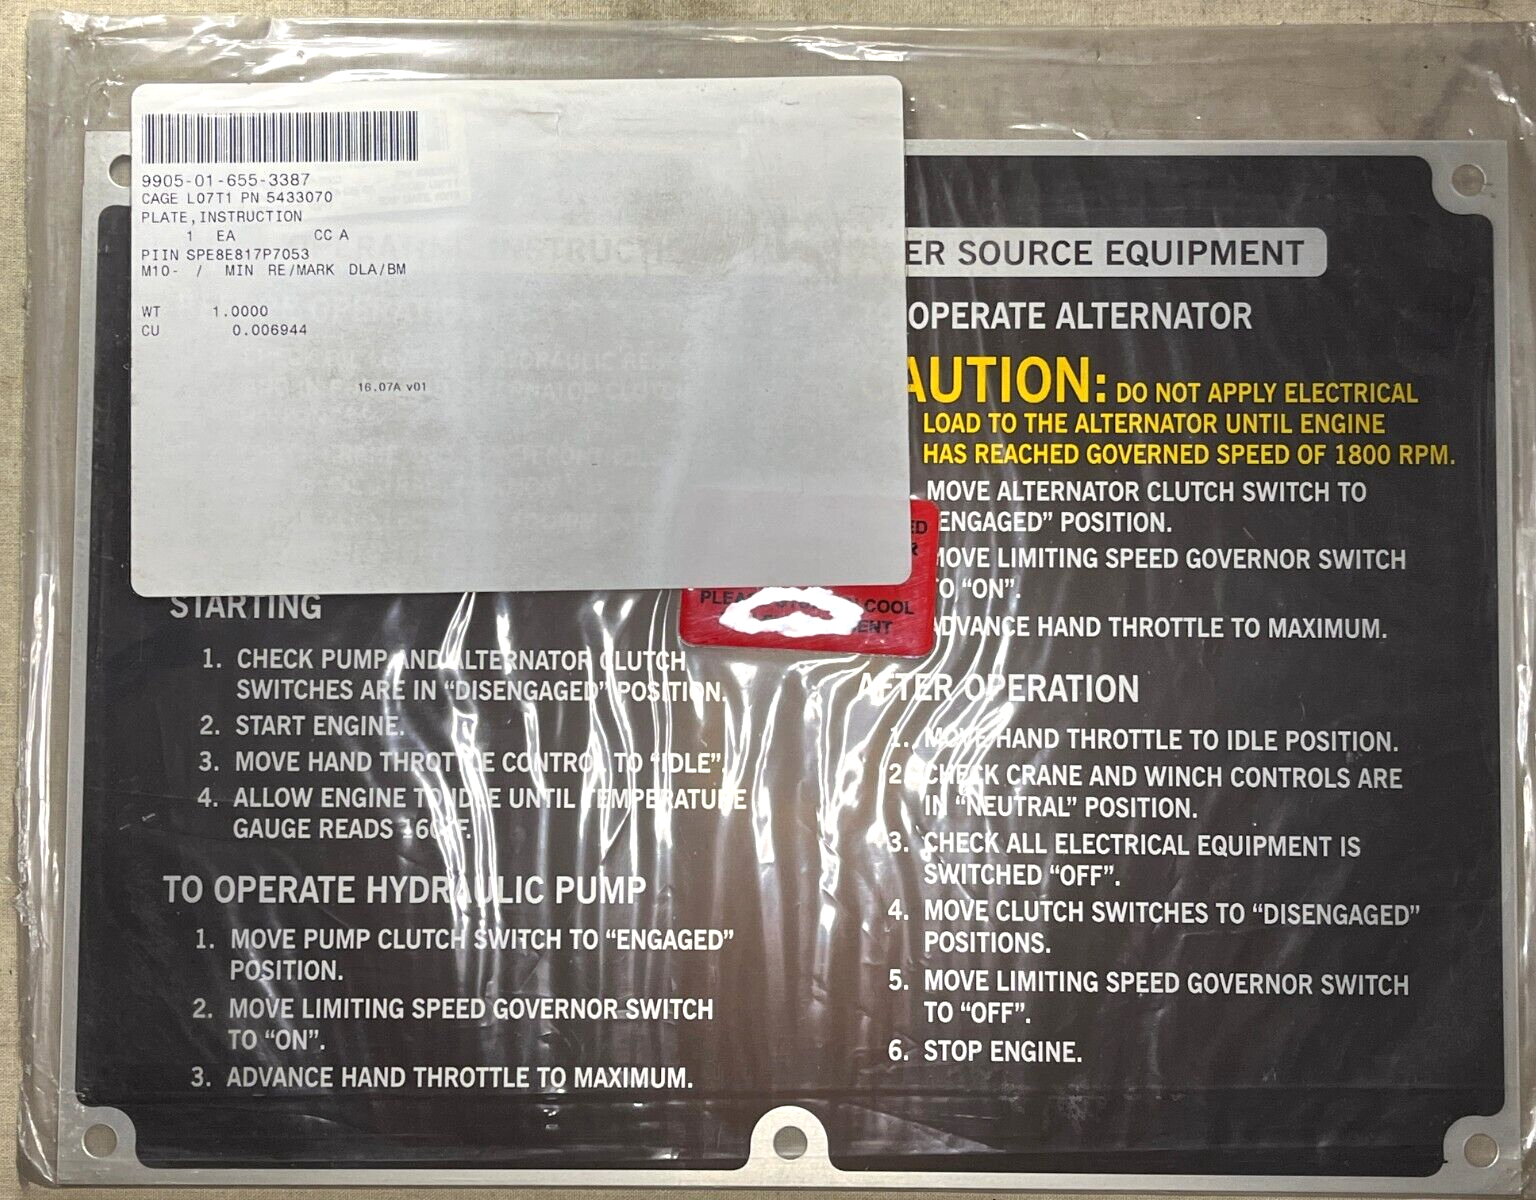 9905-01-655-3387
CAGE L07T1 PN 5433070
PLATE,INSTRUCTION
1 EA CC A
PIIN SPE8E817P7053
M10- / MIN RE/MARK DLA/BM
WT 1.0000
CU 0.006944
16.07A v01
STARTING
1. CHECK PUMP AND ALTERNATOR CLUTCH
SWITCHES ARE IN “DISENGAGED” POSITION.
2. START ENGINE.
3. MOVE HAND THROTTLE CONTROL TO “IDLE”.
4. ALLOW ENGINE TO IDLE UNTIL TEMPERATURE
GAUGE READS
TO OPERATE HYDRAULIC PUMP
1. MOVE PUMP CLUTCH SWITCH TO “ENGAGED”
POSITION.
2. MOVE LIMITING SPEED GOVERNOR SWITCH
TO “ON”.
3. ADVANCE HAND THROTTLE TO MAXIMUM.
COOL
ER SOURCE EQUIPMENT
OPERATE ALTERNATOR
CAUTION: DO NOT APPLY ELECTRICAL
LOAD TO THE ALTERNATOR UNTIL ENGINE
HAS REACHED GOVERNED SPEED OF 1800 RPM.
MOVE ALTERNATOR CLUTCH SWITCH TO
“ENGAGED” POSITION.
MOVE LIMITING SPEED GOVERNOR SWITCH
TO “ON”.
ADVANCE HAND THROTTLE TO MAXIMUM.
AFTER OPERATION
1. MOVE HAND THROTTLE TO IDLE POSITION.
2. CHECK CRANE AND WINCH CONTROLS ARE
IN “NEUTRAL” POSITION.
3. CHECK ALL ELECTRICAL EQUIPMENT IS
SWITCHED “OFF”.
4. MOVE CLUTCH SWITCHES TO “DISENGAGED”
POSITIONS.
5. MOVE LIMITING SPEED GOVERNOR SWITCH
TO “OFF”.
6. STOP ENGINE.